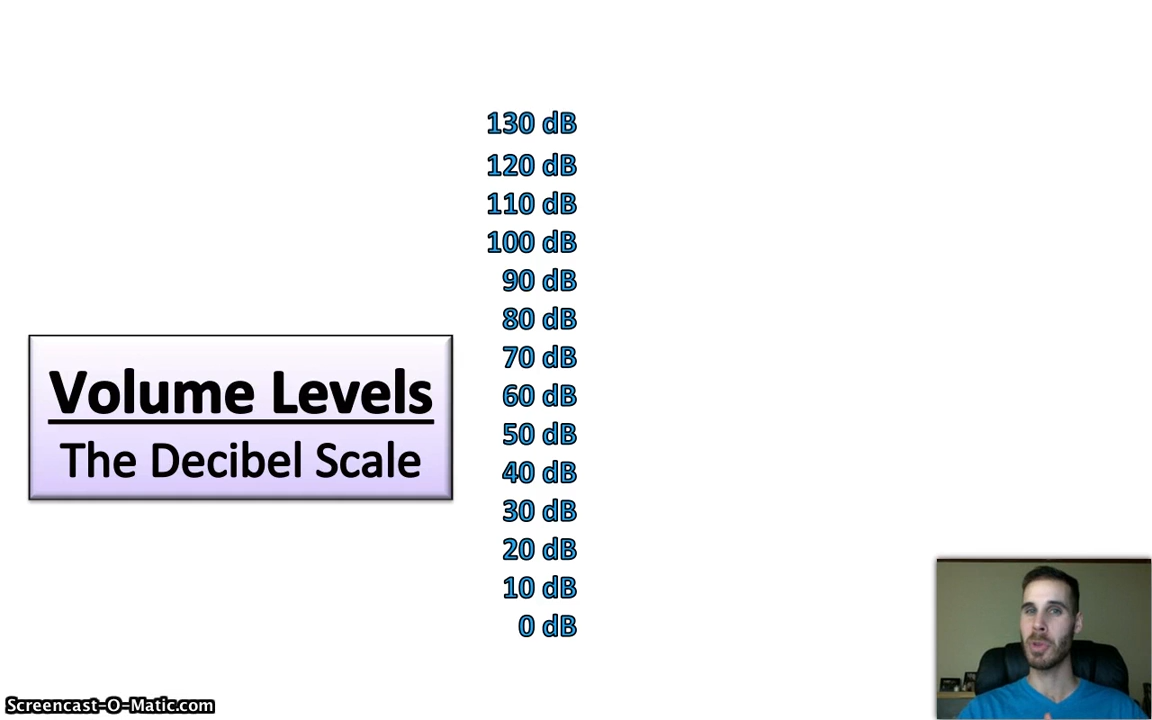 130 dB
120 dB
110 dB
100 dB
90 dB
80 dB
70 dB
60 dB
50 dB
40 dB
30 dB
20 dB
10 dB
0 dB
Volume Levels
The Decibel Scale
Screencast-O-Matic.com